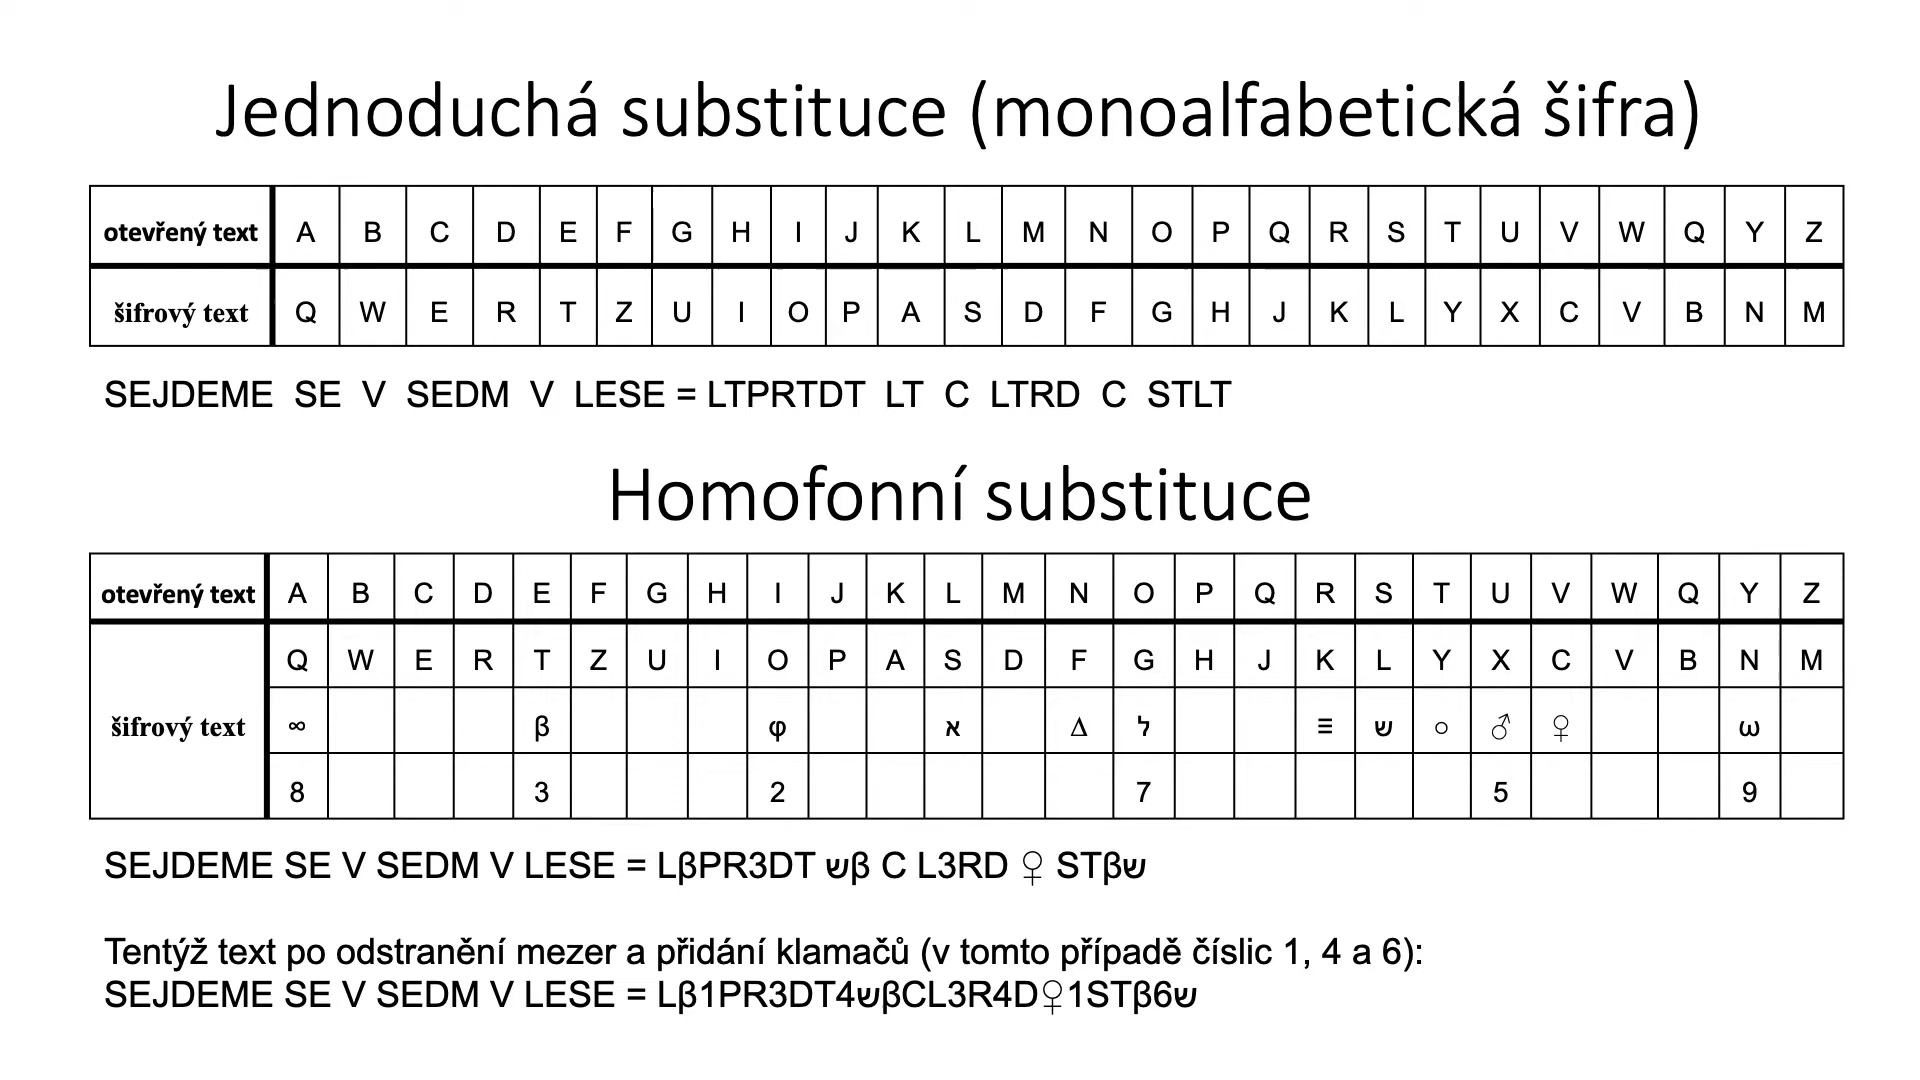 Jednoduchá substituce (monoalfabetická šifra)
otevřený text A B C D E F G H I J K L M N O P Q R S T U V W Q Y Z
šifrový text Q W E R T Z U I O P A S D F G H J K L Y X C V B N M
SEJDEME SE V SEDM V LESE = LTPRTDT LT C LTRD C STLT
Homofonní substituce
otevřený text A B C D E F G H I J K L M N O P Q R S T U V W Q Y Z
Q W E R T Z U I O P A S D F G H J K L Y X C V B N M
šifrový text ∞ β φ א Δ ל ≡ ש ○ ♂ ♀ ω
8 3 2 7 5 9
SEJDEME SE V SEDM V LESE = LβPR3DT שβ C L3RD ♀ STβש
Tentýž text po odstranění mezer a přidání klamačů (v tomto případě číslic 1, 4 a 6):
SEJDEME SE V SEDM V LESE = Lβ1PR3DT4שβCL3R4D♀1STβ6ש